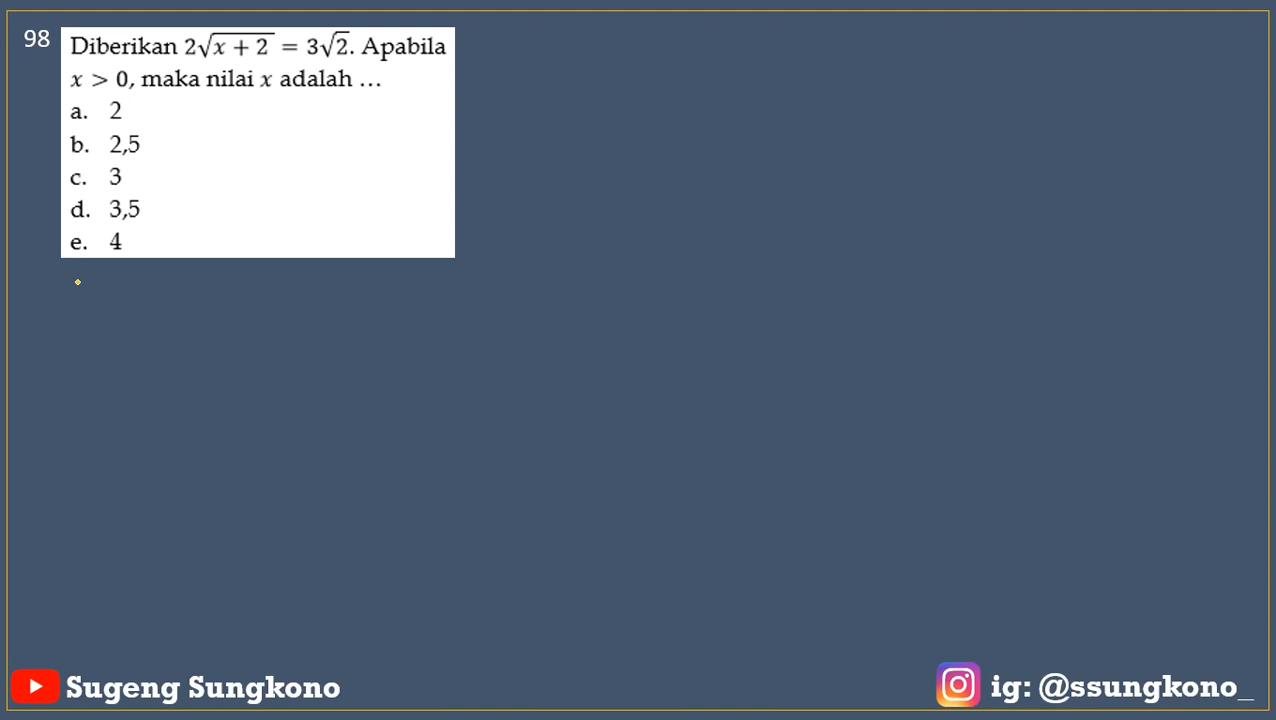 98
Diberikan 2√(x + 2) = 3√2. Apabila
x > 0, maka nilai x adalah …
a. 2
b. 2,5
c. 3
d. 3,5
e. 4
Sugeng Sungkono
ig: @ssungkono_